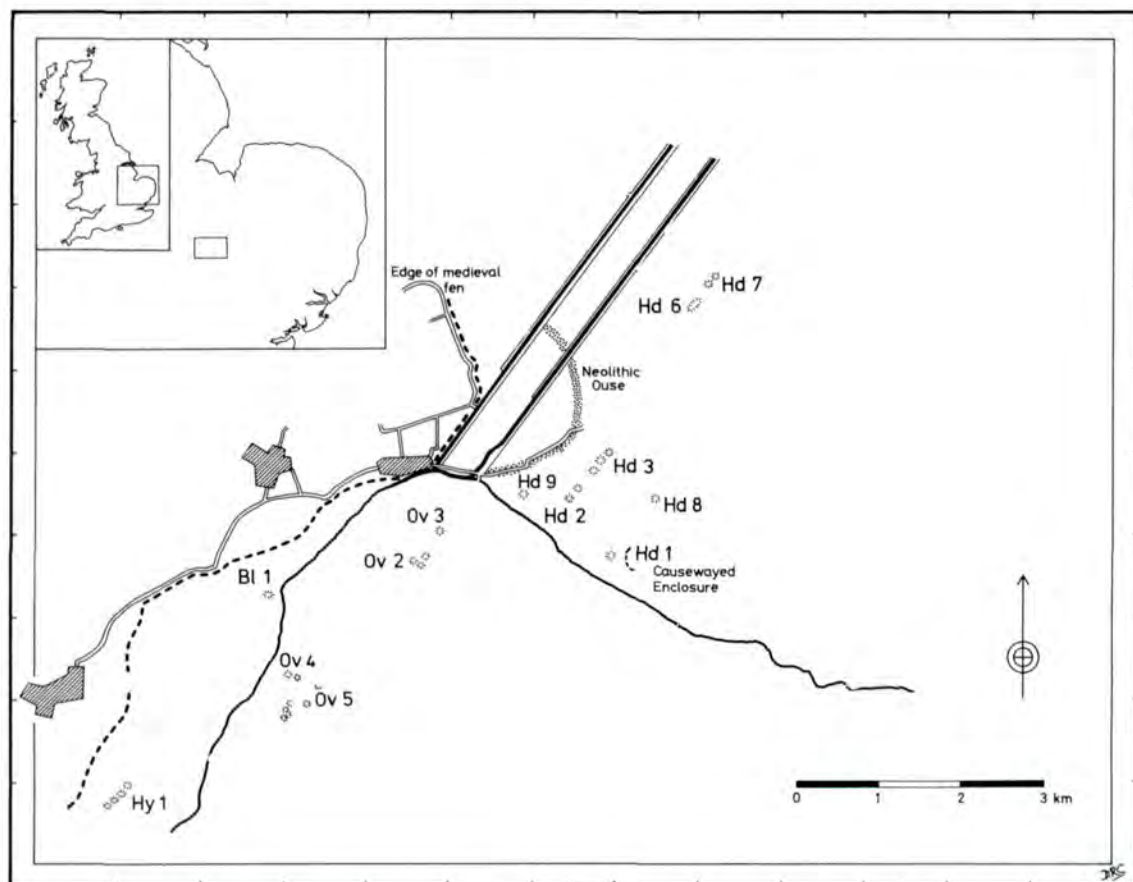 Edge of medieval
fen
Hd 7
Hd 6
Neolithic
Ouse
Hd 3
Hd 9
Hd 8
Hd 2
Ov 3
Hd 1
Ov 2
Causewayed
Enclosure
Bl 1
Ov 4
Ov 5
Hy 1
0 1 2 3 km
DRG